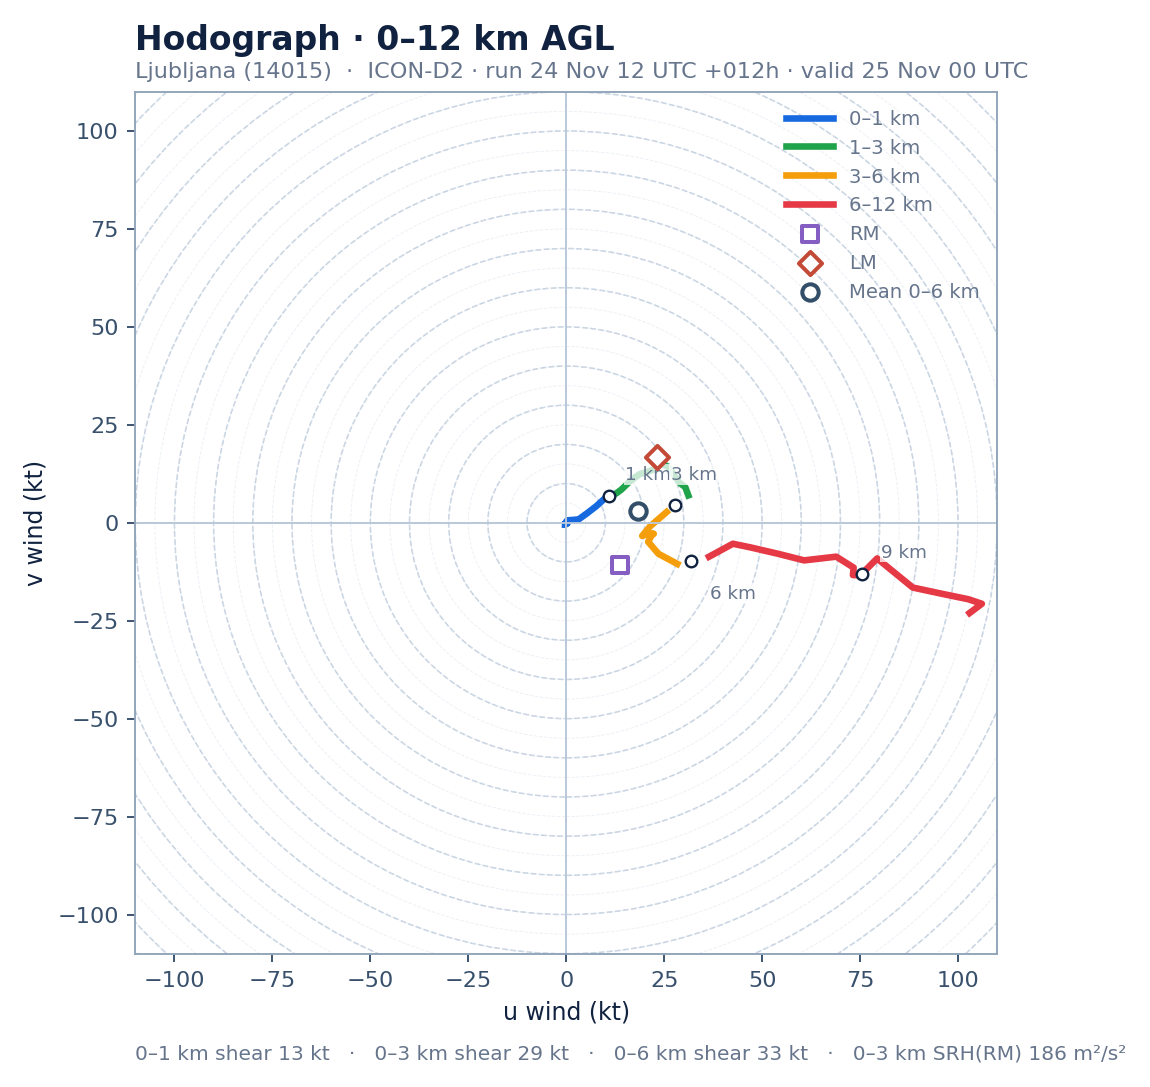 Hodograph · 0–12 km AGL
Ljubljana (14015) · ICON-D2 · run 24 Nov 12 UTC +012h · valid 25 Nov 00 UTC
0–1 km
1–3 km
3–6 km
6–12 km
RM
LM
Mean 0–6 km
100
75
50
25
0
−25
−50
−75
−100
v wind (kt)
1 km
3 km
6 km
9 km
−100
−75
−50
−25
0
25
50
75
100
u wind (kt)
0–1 km shear 13 kt · 0–3 km shear 29 kt · 0–6 km shear 33 kt · 0–3 km SRH(RM) 186 m²/s²